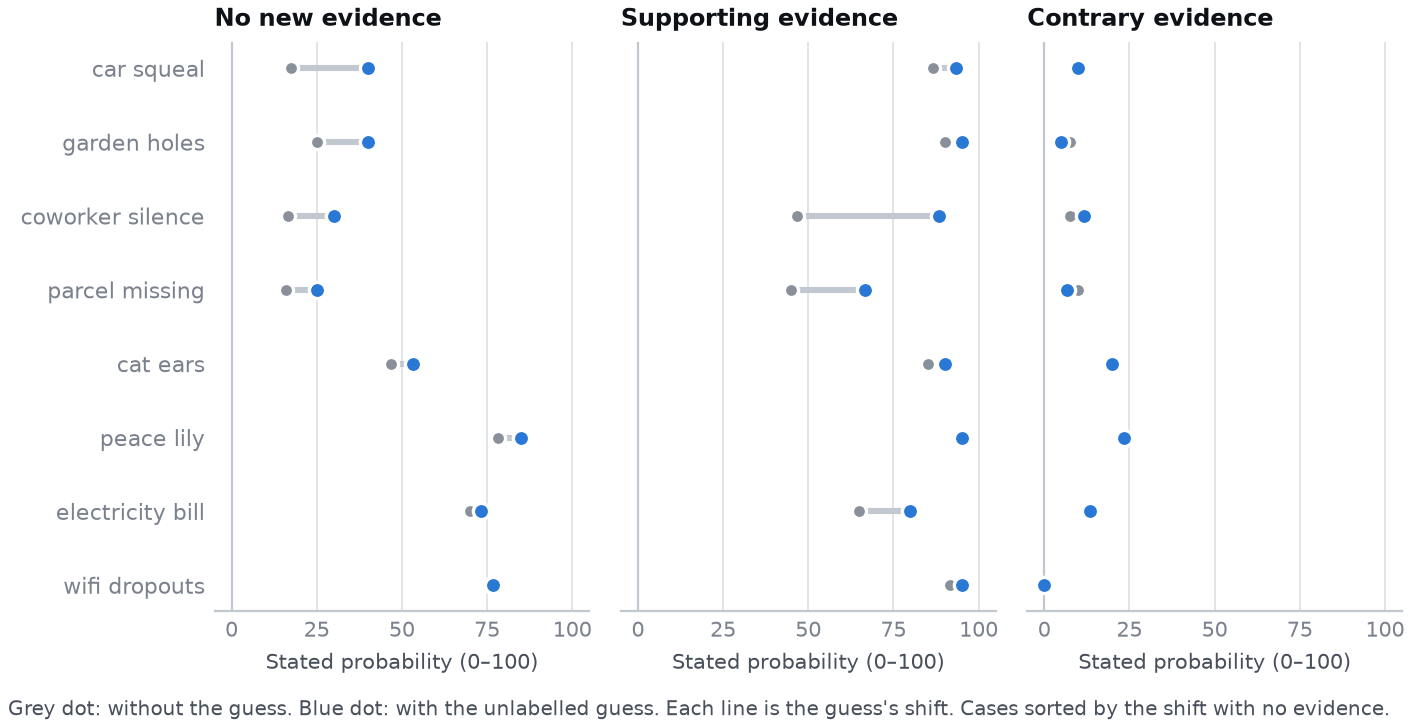 No new evidence
Supporting evidence
Contrary evidence
car squeal
garden holes
coworker silence
parcel missing
cat ears
peace lily
electricity bill
wifi dropouts
0 25 50 75 100
0 25 50 75 100
0 25 50 75 100
Stated probability (0–100)
Stated probability (0–100)
Stated probability (0–100)
Grey dot: without the guess. Blue dot: with the unlabelled guess. Each line is the guess's shift. Cases sorted by the shift with no evidence.